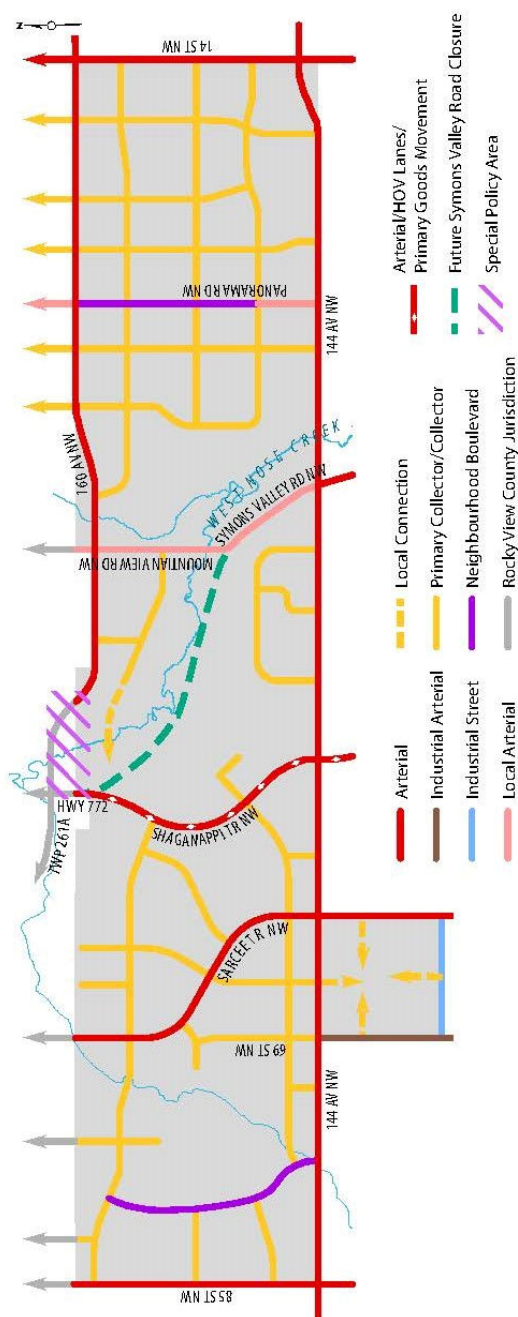 N
14 ST NW
160 AV NW
PANORAMA RD NW
144 AV NW
WEST NOSE CREEK
SYMONS VALLEY RD NW
MOUNTIAN VIEW RD NW
HWY 772
TWP 261A
SHAGANAPPI TR NW
SARCEE TR NW
69 ST NW
144 AV NW
85 ST NW
Arterial
Industrial Arterial
Industrial Street
Local Arterial
Local Connection
Primary Collector/Collector
Neighbourhood Boulevard
Rocky View County Jurisdiction
Arterial/HOV Lanes/
Primary Goods Movement
Future Symons Valley Road Closure
Special Policy Area